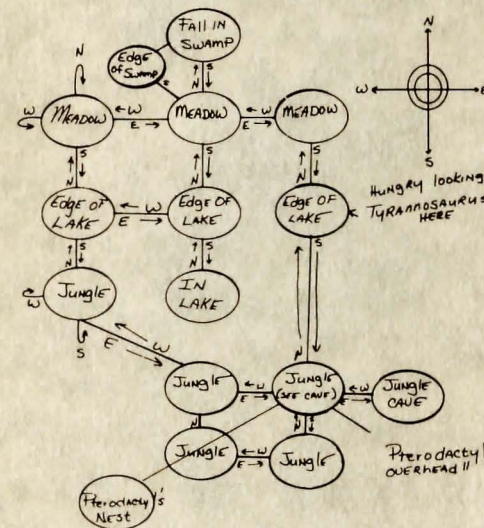 FALL IN
SWAMP
Edge
of Swamp
N
N
S
N
E
W
S
W
MEADOW
W
E
MEADOW
W
E
MEADOW
N
S
N
S
N
S
Edge OF
LAKE
W
E
Edge OF
LAKE
Edge OF
LAKE
HUNGRY looking
TYRANNOSAURUS
HERE
N
S
N
S
S
W
JUNGLE
IN
LAKE
S
W
E
N
JUNGLE
W
E
JUNGLE
(SEE CAVE)
W
E
JUNGLE
CAVE
N
N
S
JUNGLE
W
E
JUNGLE
Pterodactyl
OVERHEAD!!
Pterodactyl's
NEST